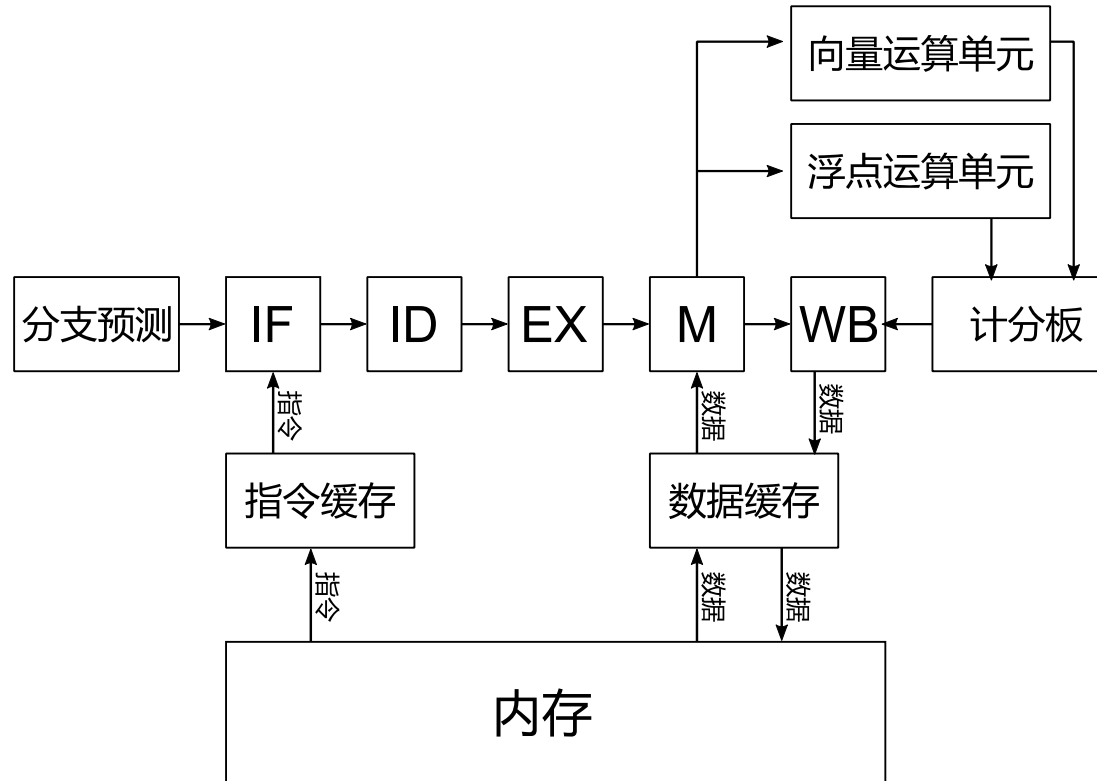 向量运算单元
浮点运算单元
分支预测
IF
ID
EX
M
WB
计分板
指令
数据
数据
指令缓存
数据缓存
指令
数据
数据
内存